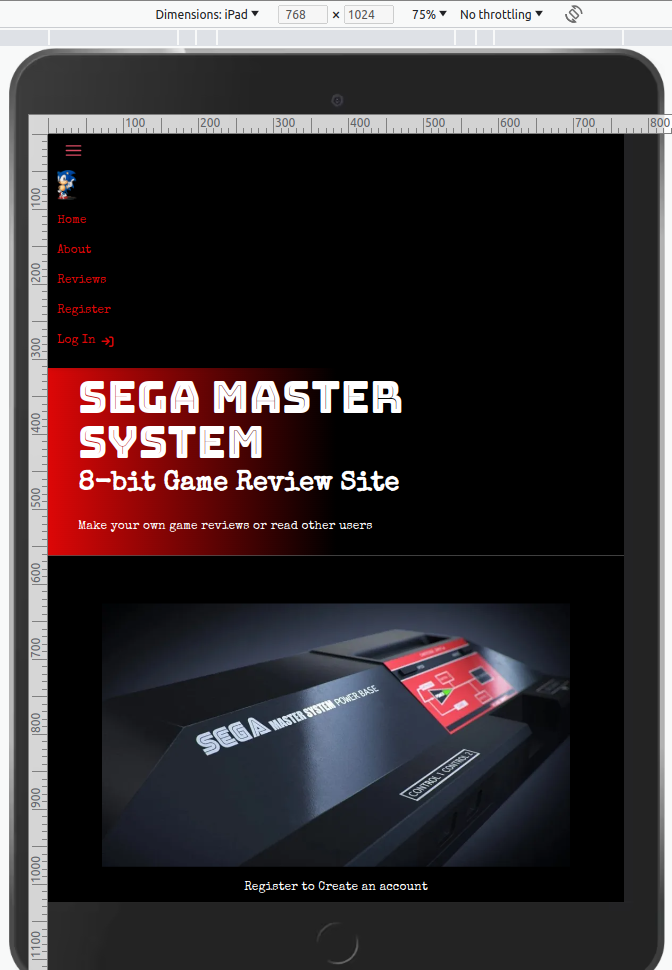 Dimensions: iPad 768 × 1024 75% No throttling
100 200 300 400 500 600 700 800
100
200
300
400
500
600
700
800
900
1000
1100
Home
About
Reviews
Register
Log In
SEGA MASTER
SYSTEM
8-bit Game Review Site
Make your own game reviews or read other users
SEGA MASTER SYSTEM POWER BASE
CONTROL 1 CONTROL 2
Register to Create an account